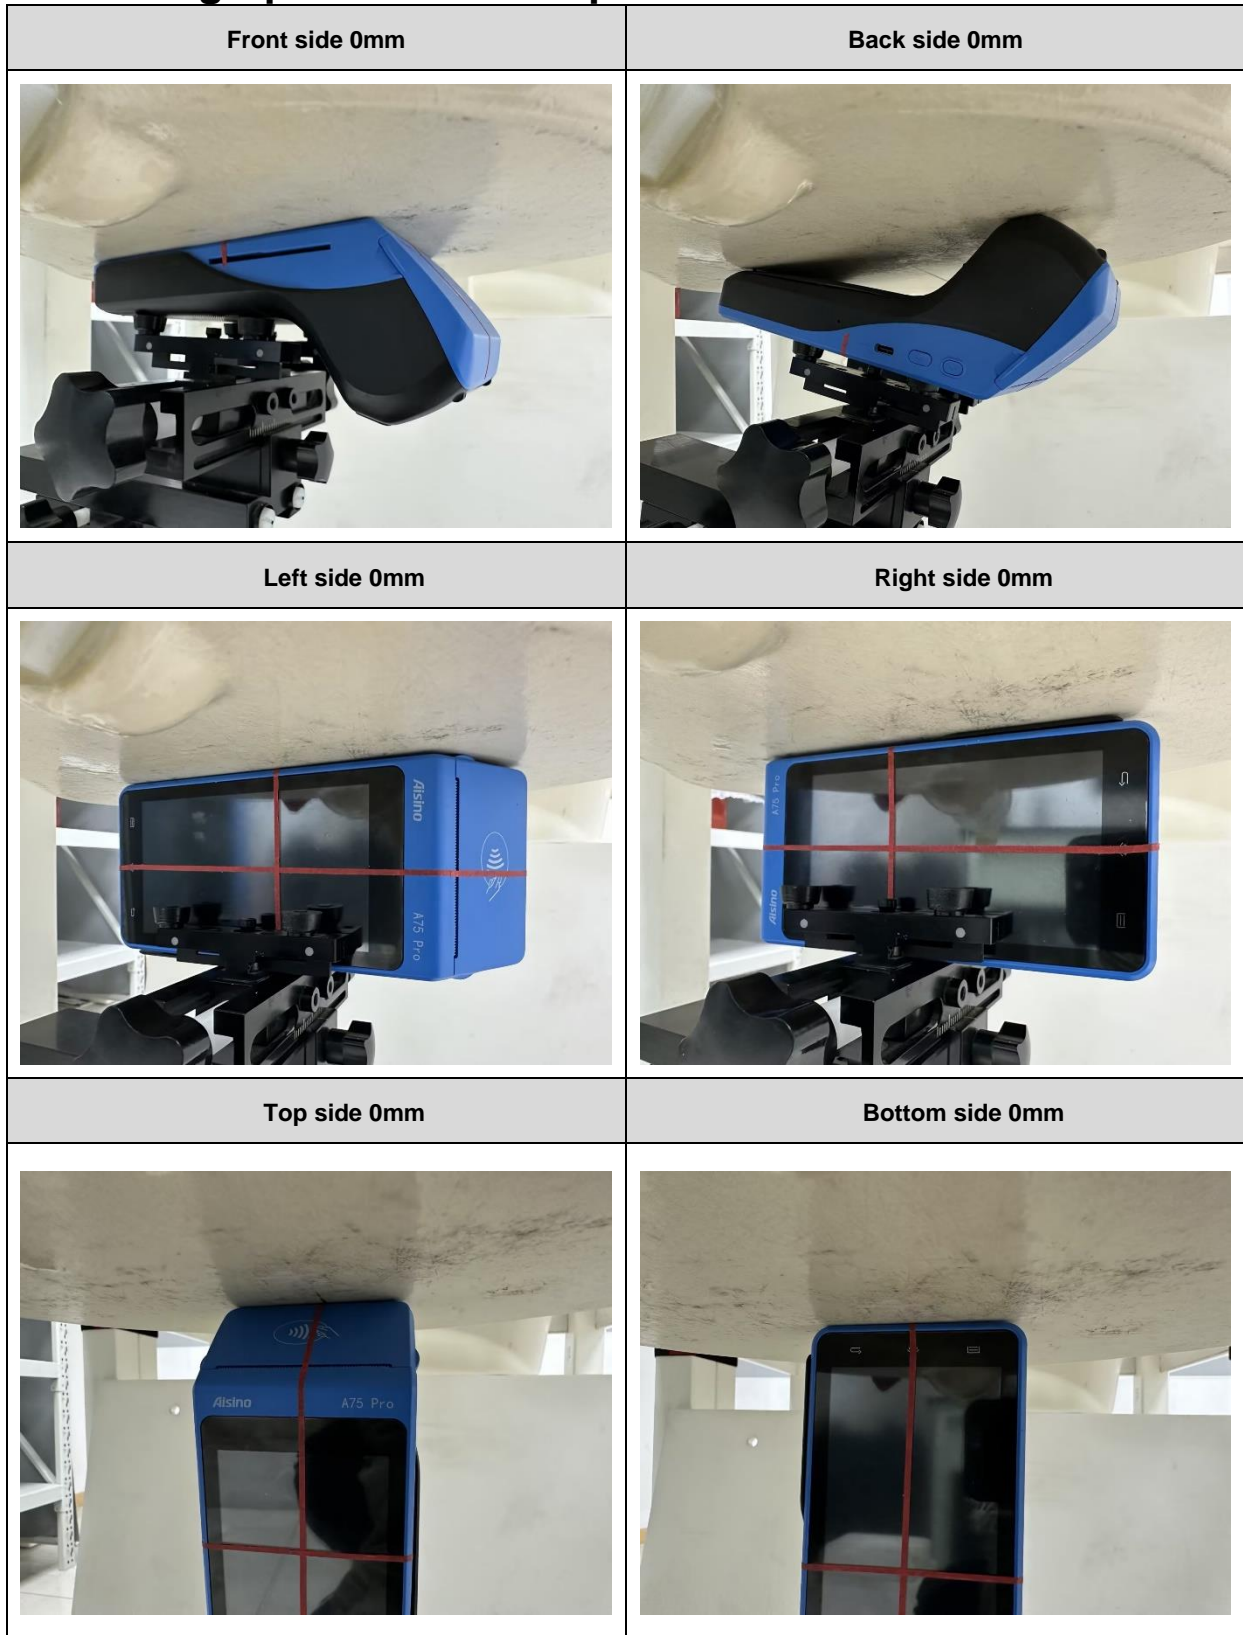 Front side 0mm
Back side 0mm
Left side 0mm
Right side 0mm
Aisino
A75 Pro
A75 Pro
Aisino
Top side 0mm
Bottom side 0mm
Aisino
A75 Pro